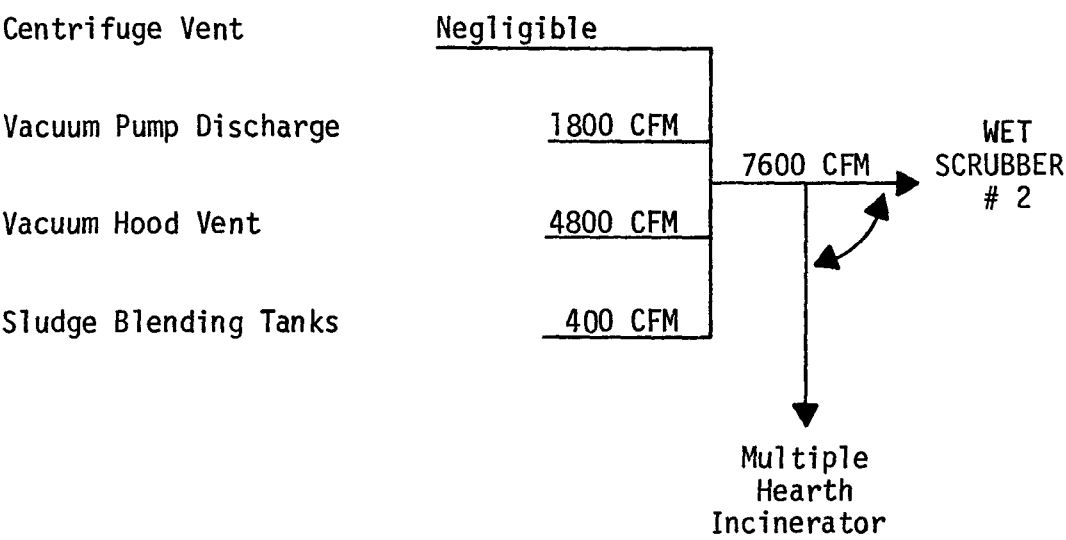 Centrifuge Vent Negligible
Vacuum Pump Discharge 1800 CFM
7600 CFM
WET
SCRUBBER
# 2
Vacuum Hood Vent 4800 CFM
Sludge Blending Tanks 400 CFM
Multiple
Hearth
Incinerator